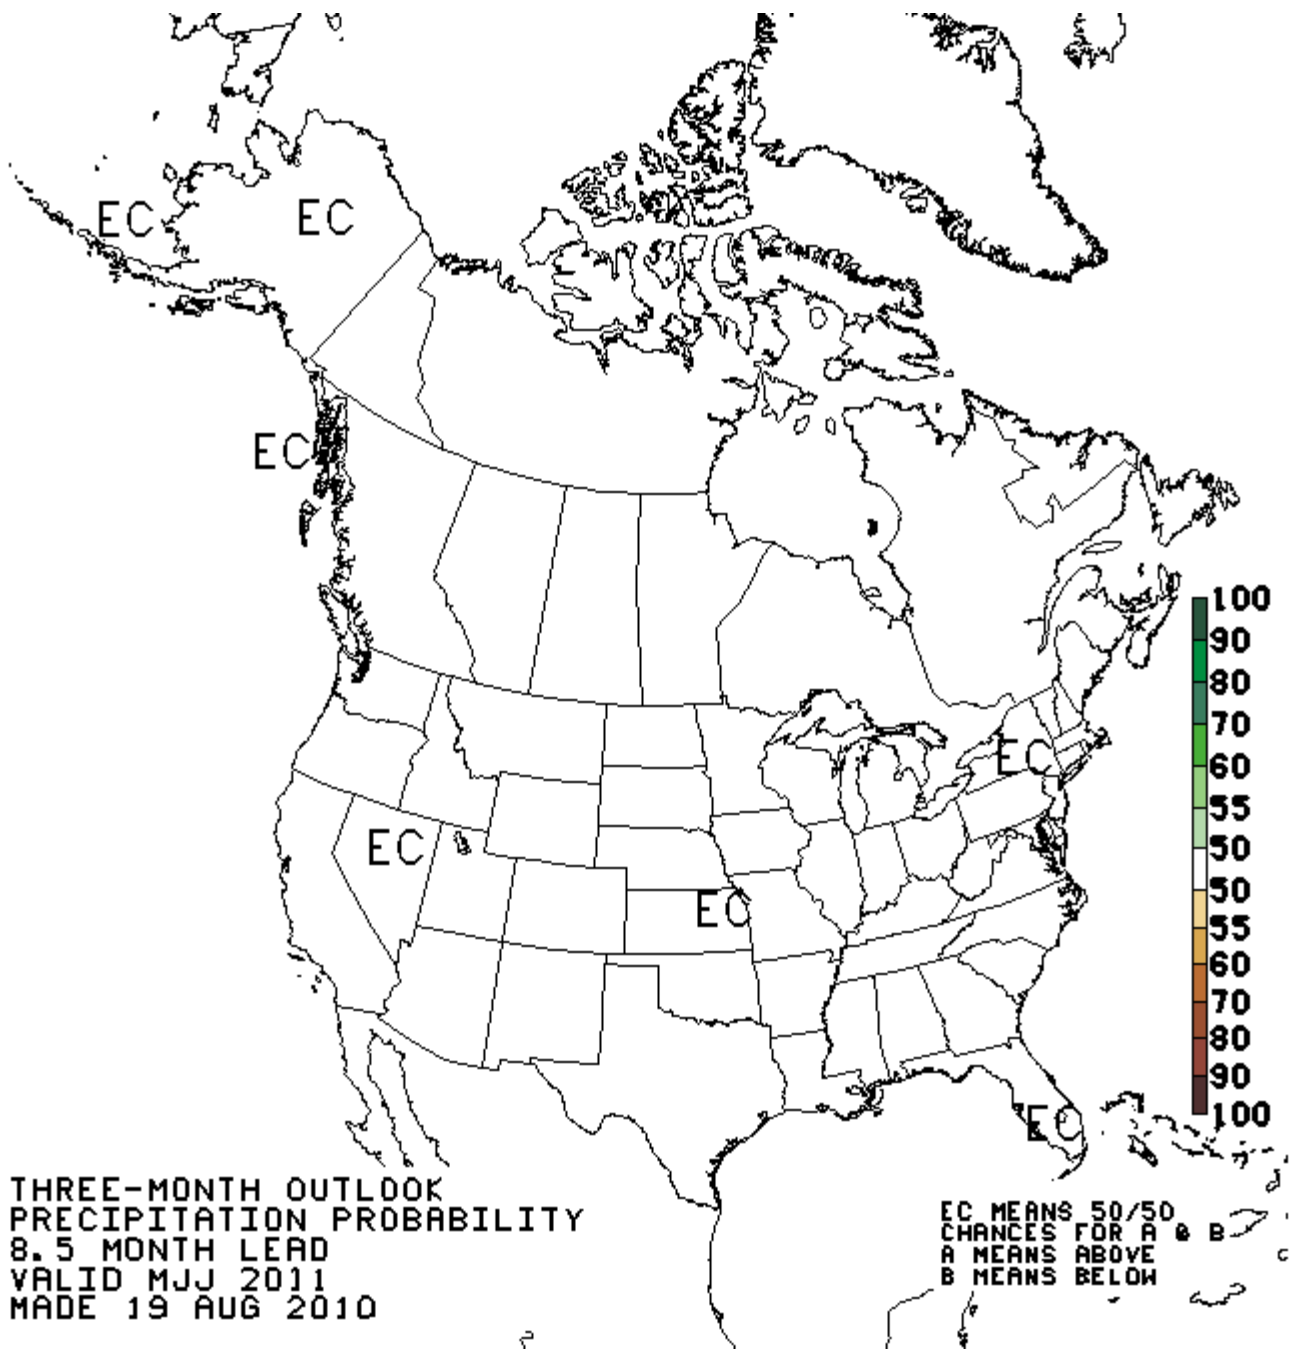 EC
EC
EC
EC
EC
EC
EC
100
90
80
70
60
55
50
50
55
60
70
80
90
100
THREE-MONTH OUTLOOK
PRECIPITATION PROBABILITY
8.5 MONTH LEAD
VALID MJJ 2011
MADE 19 AUG 2010
EC MEANS 50/50
CHANCES FOR A & B
A MEANS ABOVE
B MEANS BELOW